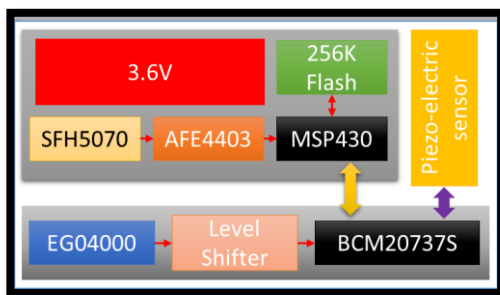 3.6V
256K
Flash
Piezo-electric
sensor
SFH5070
AFE4403
MSP430
EG04000
Level
Shifter
BCM20737S